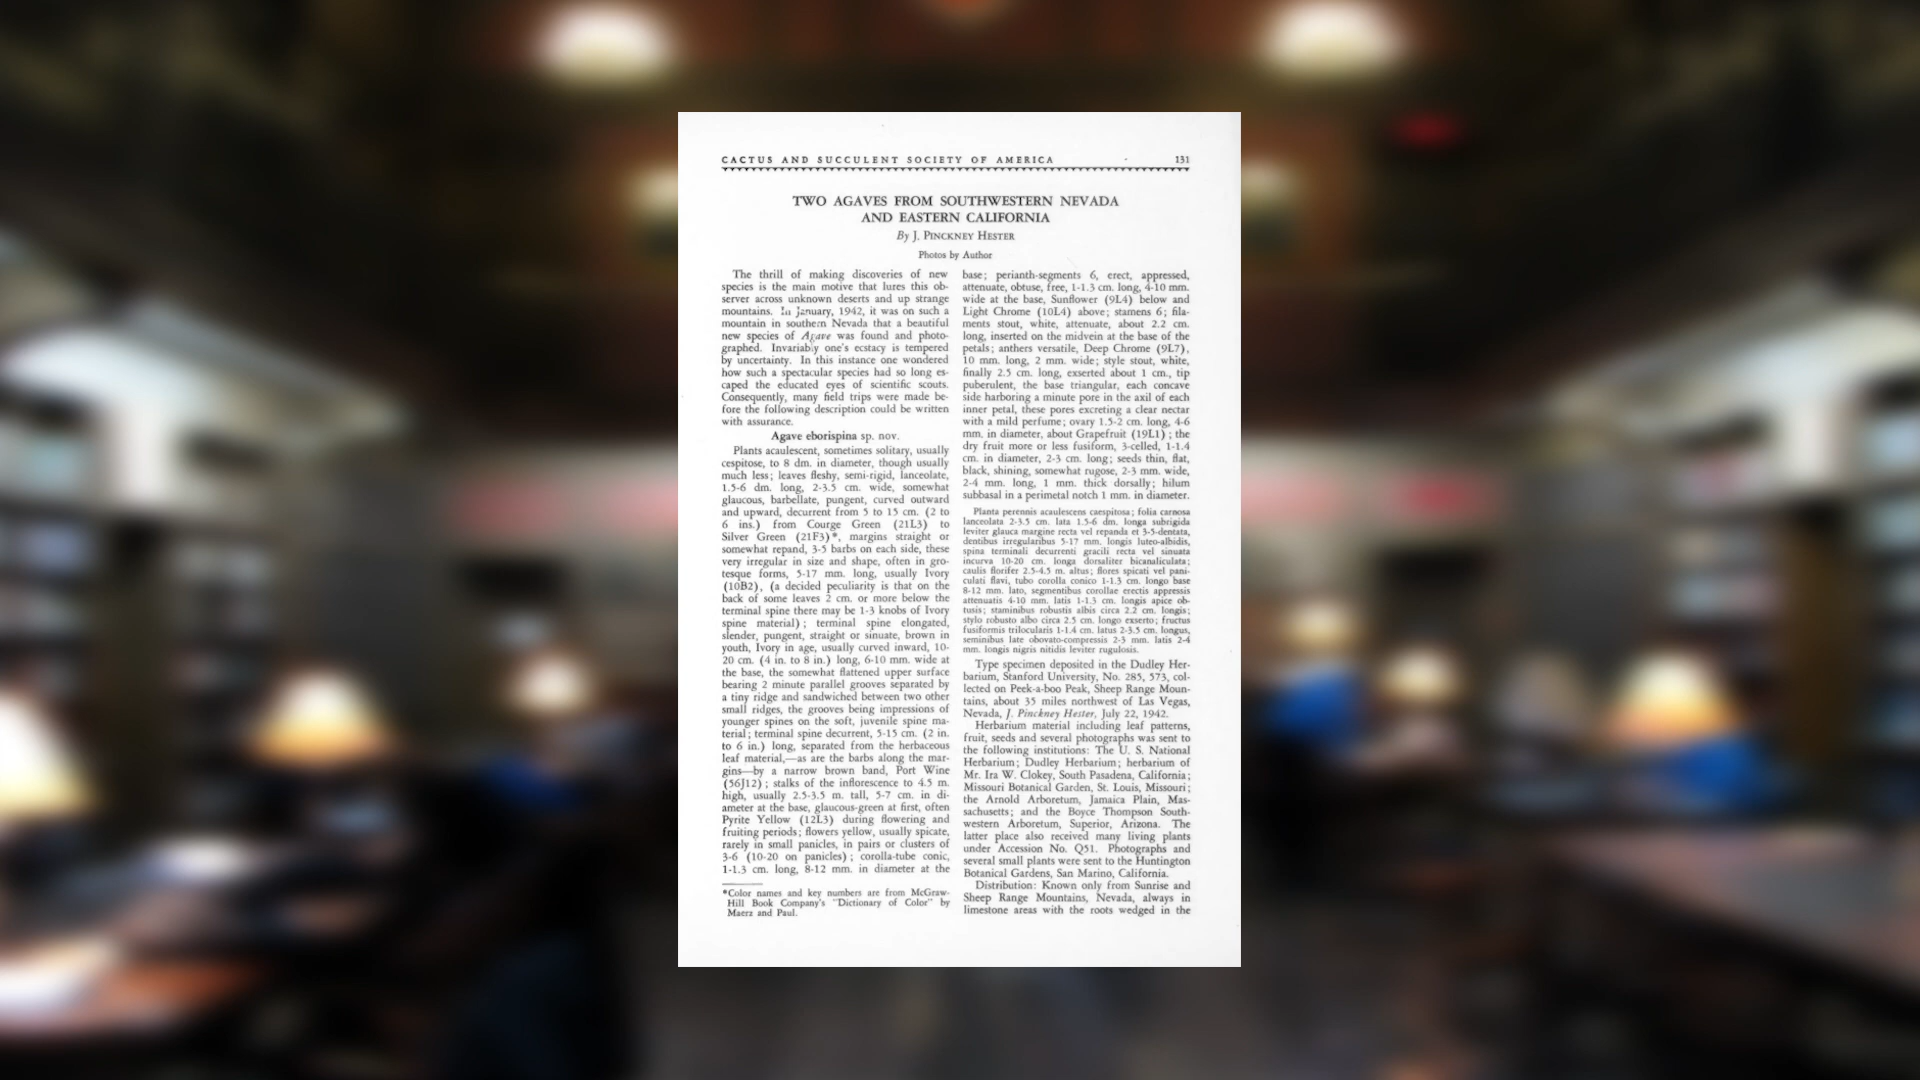 CACTUS AND SUCCULENT SOCIETY OF AMERICA 131
TWO AGAVES FROM SOUTHWESTERN NEVADA
AND EASTERN CALIFORNIA
By J. PINCKNEY HESTER
Photos by Author
The thrill of making discoveries of new
species is the main motive that lures this ob-
server across unknown deserts and up strange
mountains. In January, 1942, it was on such a
mountain in southern Nevada that a beautiful
new species of Agave was found and photo-
graphed. Invariably one's ecstacy is tempered
by uncertainty. In this instance one wondered
how such a spectacular species had so long es-
caped the educated eyes of scientific scouts.
Consequently, many field trips were made be-
fore the following description could be written
with assurance.
Agave eborispina sp. nov.
Plants acaulescent, sometimes solitary, usually
cespitose, to 8 dm. in diameter, though usually
much less; leaves fleshy, semi-rigid, lanceolate,
1.5-6 dm. long, 2-3.5 cm. wide, somewhat
glaucous, barbellate, pungent, curved outward
and upward, decurrent from 5 to 15 cm. (2 to
6 ins.) from Courge Green (21L3) to
Silver Green (21F3)*, margins straight or
somewhat repand, 3-5 barbs on each side, these
very irregular in size and shape, often in gro-
tesque forms, 5-17 mm. long, usually Ivory
(10B2), (a decided peculiarity is that on the
back of some leaves 2 cm. or more below the
terminal spine there may be 1-3 knobs of Ivory
spine material); terminal spine elongated,
slender, pungent, straight or sinuate, brown in
youth, Ivory in age, usually curved inward, 10-
20 cm. (4 in. to 8 in.) long, 6-10 mm. wide at
the base, the somewhat flattened upper surface
bearing 2 minute parallel grooves separated by
a tiny ridge and sandwiched between two other
small ridges, the grooves being impressions of
younger spines on the soft, juvenile spine ma-
terial; terminal spine decurrent, 5-15 cm. (2 in.
to 6 in.) long, separated from the herbaceous
leaf material,—as are the barbs along the mar-
gins—by a narrow brown band, Port Wine
(56J12); stalks of the inflorescence to 4.5 m.
high, usually 2.5-3.5 m. tall, 5-7 cm. in di-
ameter at the base, glaucous-green at first, often
Pyrite Yellow (12L3) during flowering and
fruiting periods; flowers yellow, usually spicate,
rarely in small panicles, in pairs or clusters of
3-6 (10-20 on panicles); corolla-tube conic,
1-1.3 cm. long, 8-12 mm. in diameter at the
*Color names and key numbers are from McGraw-
Hill Book Company's "Dictionary of Color" by
Maerz and Paul.
base; perianth-segments 6, erect, appressed,
attenuate, obtuse, free, 1-1.3 cm. long, 4-10 mm.
wide at the base, Sunflower (9L4) below and
Light Chrome (10L4) above; stamens 6; fila-
ments stout, white, attenuate, about 2.2 cm.
long, inserted on the midvein at the base of the
petals; anthers versatile, Deep Chrome (9L7),
10 mm. long, 2 mm. wide; style stout, white,
finally 2.5 cm. long, exserted about 1 cm., tip
puberulent, the base triangular, each concave
side harboring a minute pore in the axil of each
inner petal, these pores excreting a clear nectar
with a mild perfume; ovary 1.5-2 cm. long, 4-6
mm. in diameter, about Grapefruit (19L1); the
dry fruit more or less fusiform, 3-celled, 1-1.4
cm. in diameter, 2-3 cm. long; seeds thin, flat,
black, shining, somewhat rugose, 2-3 mm. wide,
2-4 mm. long, 1 mm. thick dorsally; hilum
subbasal in a perimetal notch 1 mm. in diameter.
Planta perennis acaulescens caespitosa; folia carnosa
lanceolata 2-3.5 cm. lata 1.5-6 dm. longa subrigida
leviter glauca margine recta vel repanda et 3-5-dentata,
dentibus irregularibus 5-17 mm. longis luteo-albidis,
spina terminali decurrenti gracili recta vel sinuata
incurva 10-20 cm. longa dorsaliter bicanaliculata;
caulis florifer 2.5-4.5 m. altus; flores spicati vel pani-
culati flavi, tubo corolla conico 1-1.3 cm. longo base
8-12 mm. lato, segmentibus corollae erectis appressis
attenuatis 4-10 mm. latis 1-1.3 cm. longis apice ob-
tusis; staminibus robustis albis circa 2.2 cm. longis;
stylo robusto albo circa 2.5 cm. longo exserto; fructus
fusiformis trilocularis 1-1.4 cm. latus 2-3.5 cm. longus,
seminibus late obovato-compressis 2-3 mm. latis 2-4
mm. longis nigris nitidis leviter rugulosis.
Type specimen deposited in the Dudley Her-
barium, Stanford University, No. 285, 573, col-
lected on Peek-a-boo Peak, Sheep Range Moun-
tains, about 35 miles northwest of Las Vegas,
Nevada, J. Pinckney Hester, July 22, 1942.
Herbarium material including leaf patterns,
fruit, seeds and several photographs was sent to
the following institutions: The U. S. National
Herbarium; Dudley Herbarium; herbarium of
Mr. Ira W. Clokey, South Pasadena, California;
Missouri Botanical Garden, St. Louis, Missouri;
the Arnold Arboretum, Jamaica Plain, Mas-
sachusetts; and the Boyce Thompson South-
western Arboretum, Superior, Arizona. The
latter place also received many living plants
under Accession No. Q51. Photographs and
several small plants were sent to the Huntington
Botanical Gardens, San Marino, California.
Distribution: Known only from Sunrise and
Sheep Range Mountains, Nevada, always in
limestone areas with the roots wedged in the